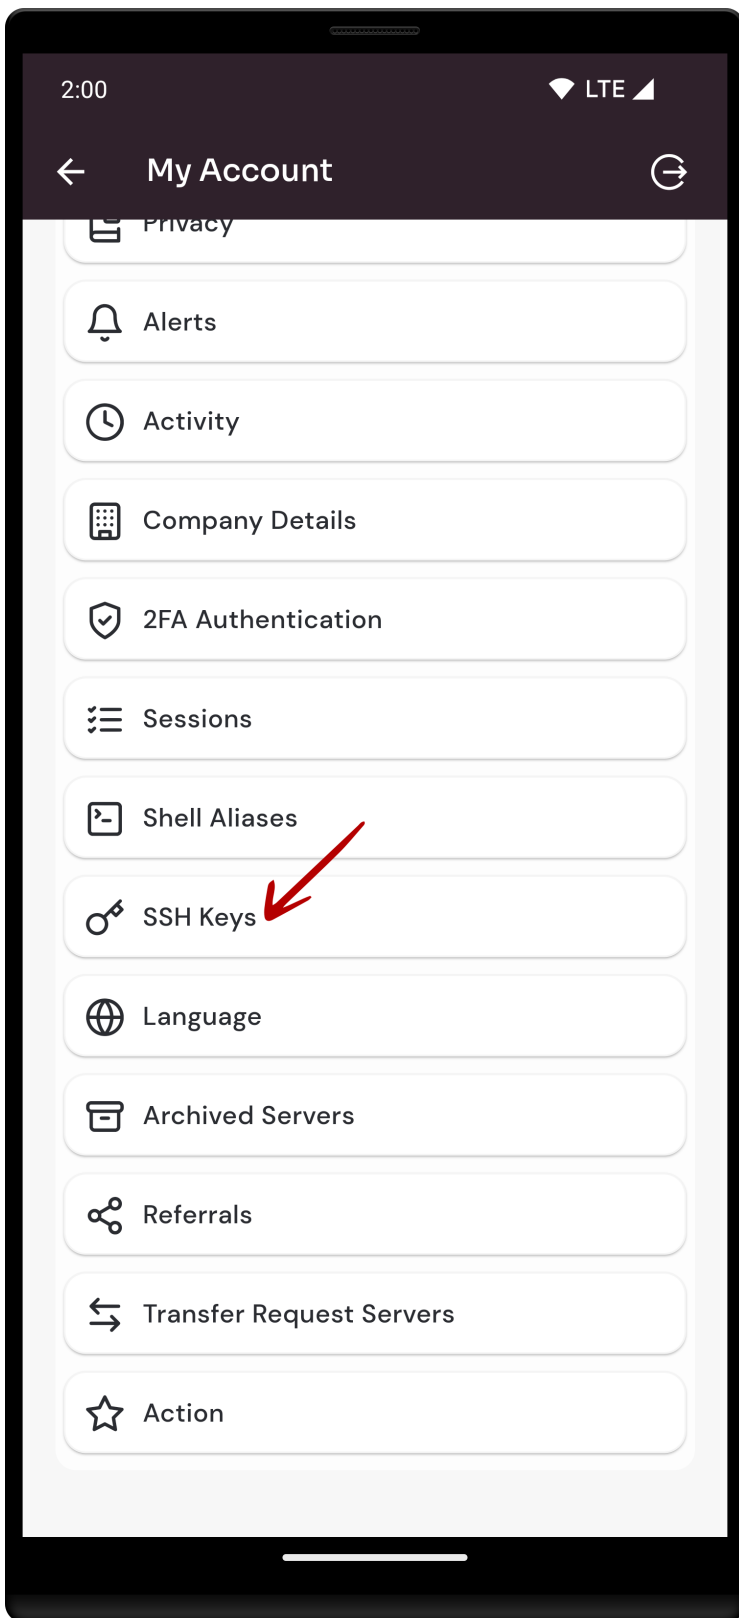 2:00
LTE
My Account
Privacy
Alerts
Activity
Company Details
2FA Authentication
Sessions
Shell Aliases
SSH Keys
Language
Archived Servers
Referrals
Transfer Request Servers
Action